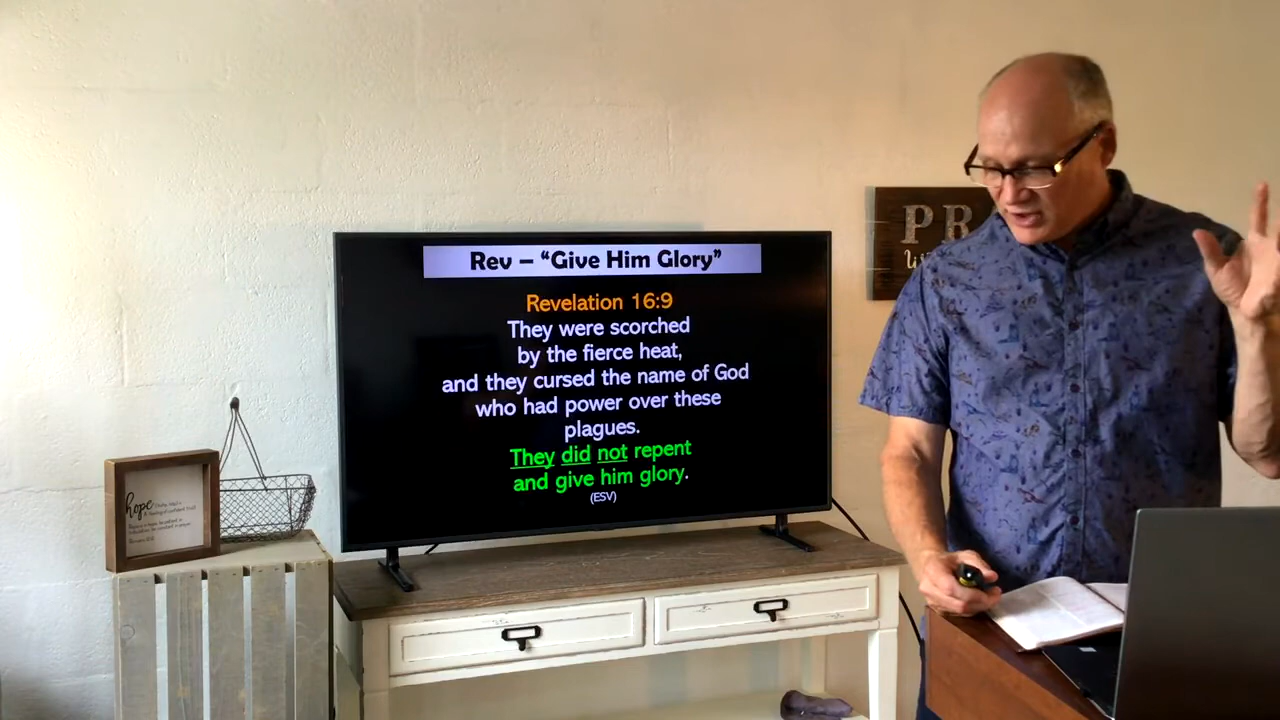 Rev – “Give Him Glory”
Revelation 16:9
They were scorched
by the fierce heat,
and they cursed the name of God
who had power over these
plagues.
They did not repent
and give him glory.
(ESV)
hope
PR